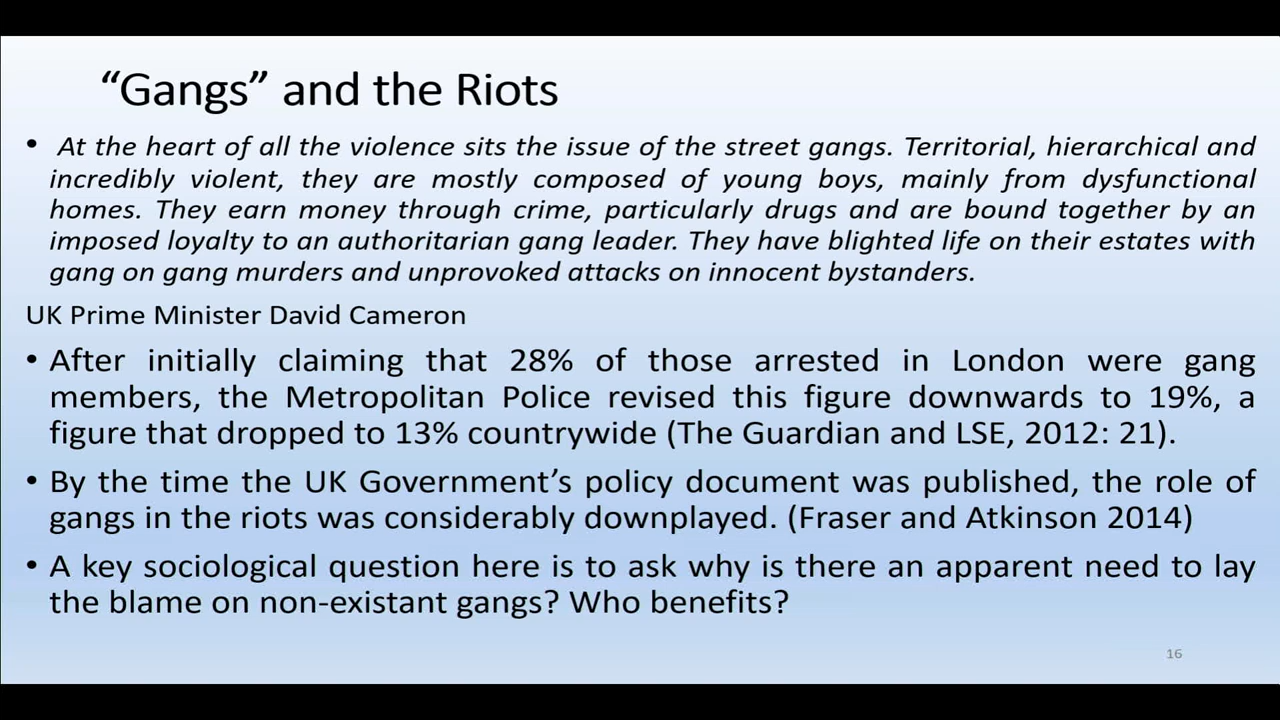 “Gangs” and the Riots
• At the heart of all the violence sits the issue of the street gangs. Territorial, hierarchical and
incredibly violent, they are mostly composed of young boys, mainly from dysfunctional
homes. They earn money through crime, particularly drugs and are bound together by an
imposed loyalty to an authoritarian gang leader. They have blighted life on their estates with
gang on gang murders and unprovoked attacks on innocent bystanders.
UK Prime Minister David Cameron
• After initially claiming that 28% of those arrested in London were gang
members, the Metropolitan Police revised this figure downwards to 19%, a
figure that dropped to 13% countrywide (The Guardian and LSE, 2012: 21).
• By the time the UK Government’s policy document was published, the role of
gangs in the riots was considerably downplayed. (Fraser and Atkinson 2014)
• A key sociological question here is to ask why is there an apparent need to lay
the blame on non-existant gangs? Who benefits?
16